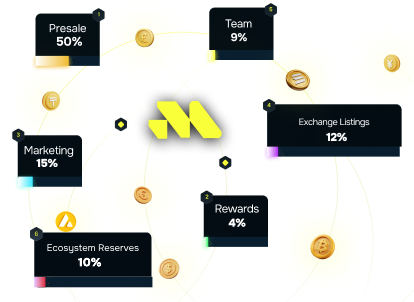 1
Presale
50%
5
Team
9%
4
Exchange Listings
12%
3
Marketing
15%
2
Rewards
4%
6
Ecosystem Reserves
10%